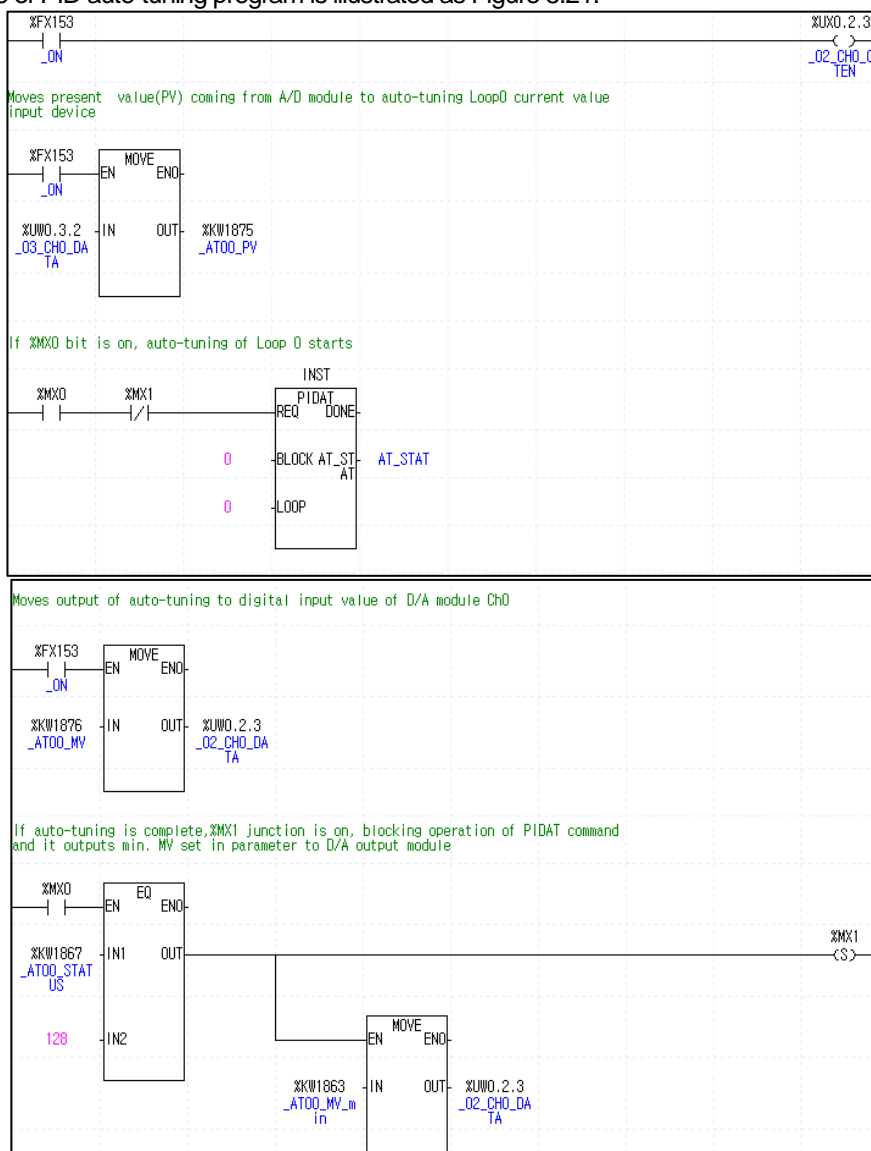 of PID auto tuning program is illustrated as Figure
%FX153 %UX0.2.3
_ON _02_CH0_O
TEN
Moves present value(PV) coming from A/D module to auto-tuning Loop0 current value
input device
%FX153 MOVE
EN ENO
_ON
%UW0.3.2 IN OUT %KW1875
_03_CH0_DA _AT00_PV
TA
If %MX0 bit is on, auto-tuning of Loop 0 starts
INST
%MX0 %MX1 PIDAT
REQ DONE
0 BLOCK AT_ST AT_STAT
AT
0 LOOP
Moves output of auto-tuning to digital input value of D/A module Ch0
%FX153 MOVE
EN ENO
_ON
%KW1876 IN OUT %UW0.2.3
_AT00_MV _02_CH0_DA
TA
If auto-tuning is complete,%MX1 junction is on, blocking operation of PIDAT command
and it outputs min. MV set in parameter to D/A output module
%MX0 EQ
EN ENO
%MX1
%KW1867 IN1 OUT (S)
_AT00_STAT
US
MOVE
128 IN2 EN ENO
%KW1863 IN OUT %UW0.2.3
_AT00_MV_m _02_CH0_DA
in TA